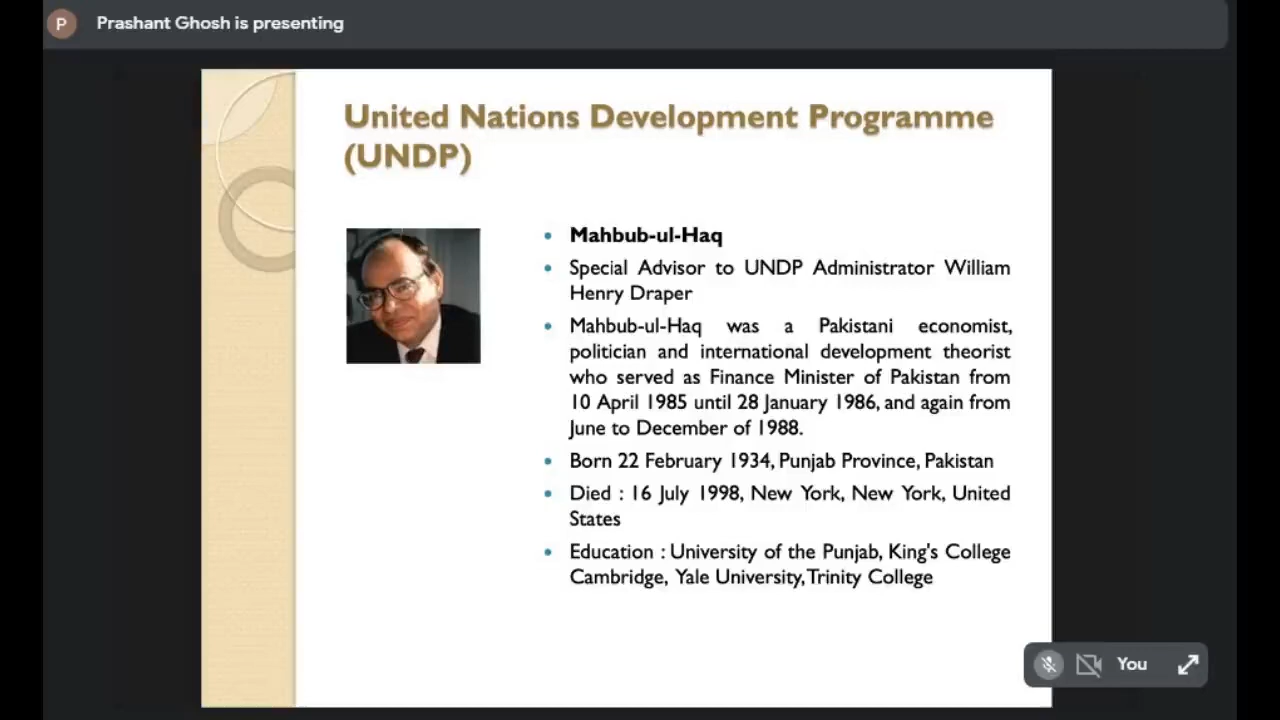 P
Prashant Ghosh is presenting
United Nations Development Programme
(UNDP)
• Mahbub-ul-Haq
• Special Advisor to UNDP Administrator William
Henry Draper
• Mahbub-ul-Haq was a Pakistani economist,
politician and international development theorist
who served as Finance Minister of Pakistan from
10 April 1985 until 28 January 1986, and again from
June to December of 1988.
• Born 22 February 1934, Punjab Province, Pakistan
• Died : 16 July 1998, New York, New York, United
States
• Education : University of the Punjab, King's College
Cambridge, Yale University, Trinity College
You